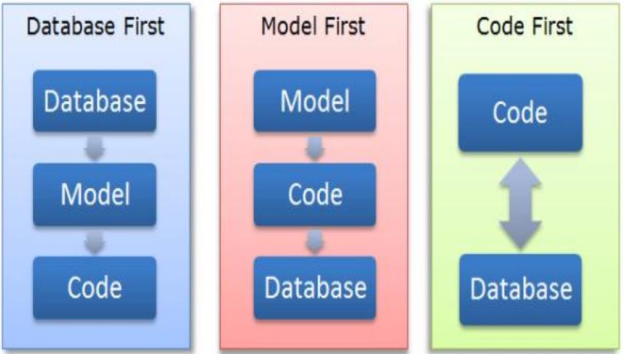 Database First
Database
Model
Code
Model First
Model
Code
Database
Code First
Code
Database